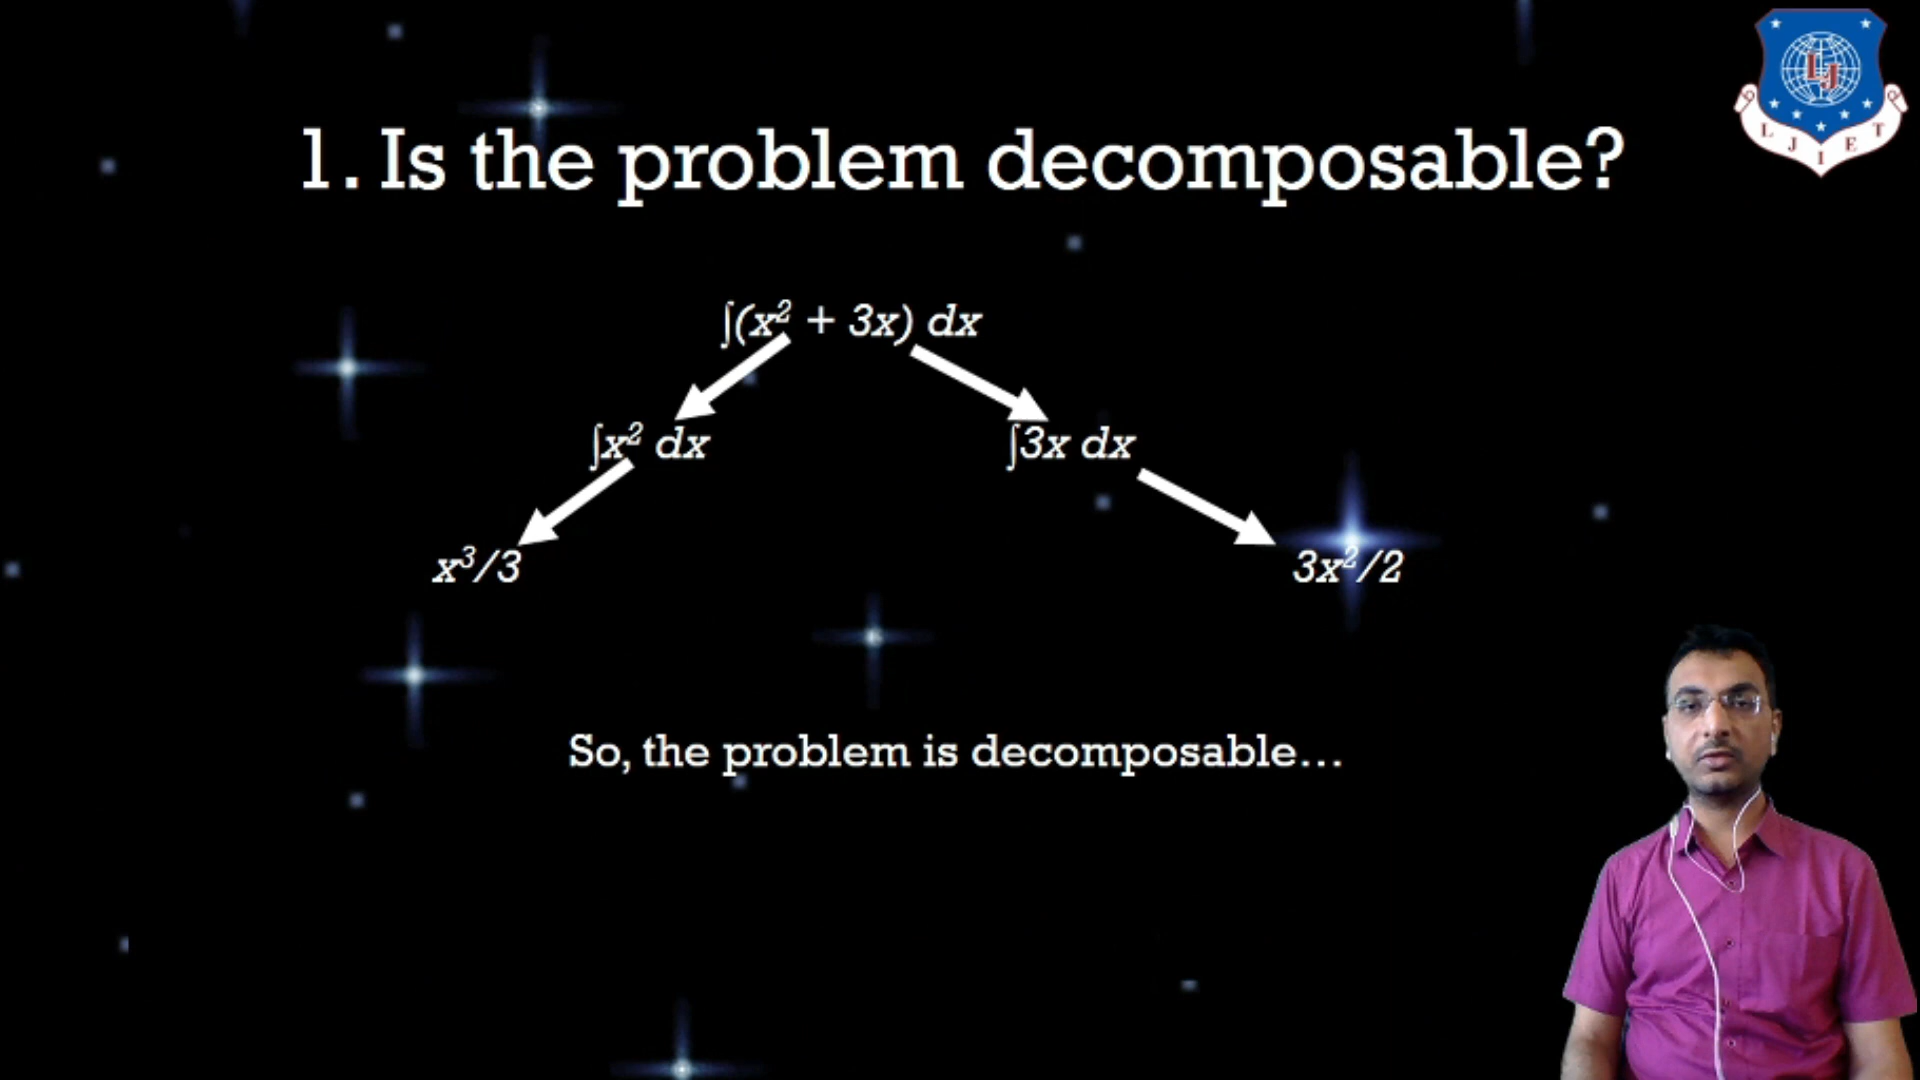 1. Is the problem decomposable?
∫(x² + 3x) dx
∫x² dx
∫3x dx
x³/3
3x²/2
So, the problem is decomposable...
LJ
L J I E T